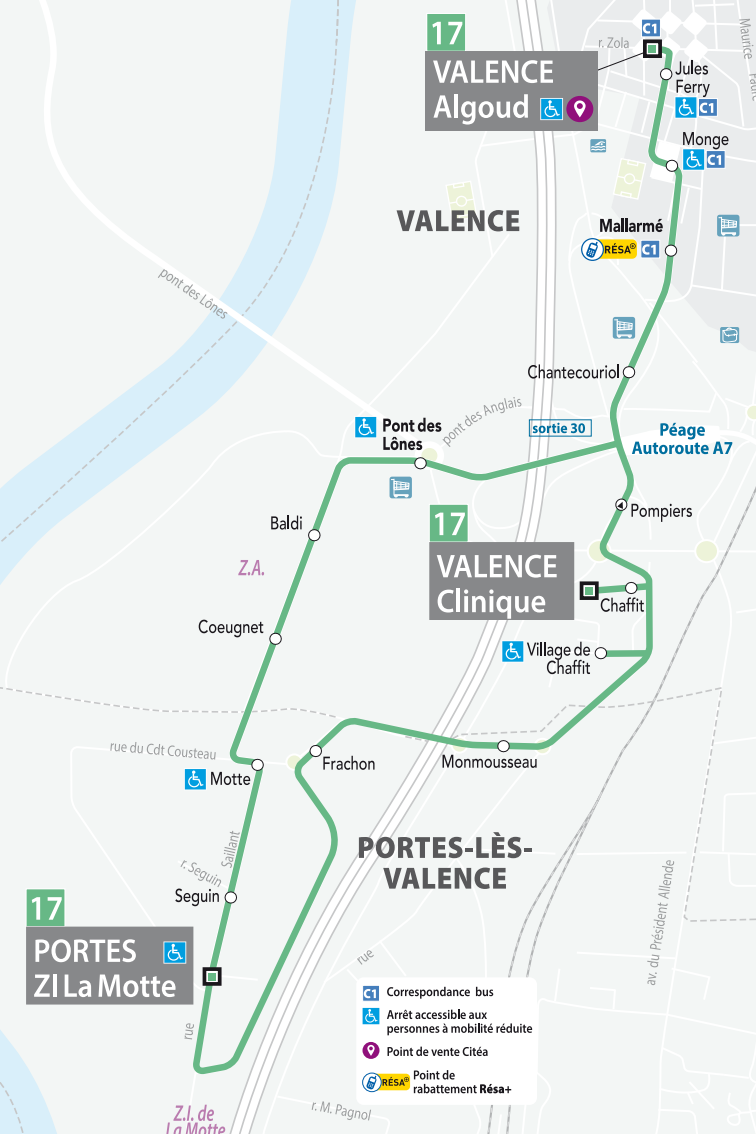 17
VALENCE
Algoud
C1
r. Zola
Maurice
Faure
Jules
Ferry
C1
Monge
C1
VALENCE
Mallarmé
RÉSA® C1
pont des Lônes
Chantecouriol
pont des Anglais
sortie 30
Péage
Autoroute A7
Pont des
Lônes
Pompiers
17
VALENCE
Clinique
Baldi
Z.A.
Chaffit
Coeugnet
Village de
Chaffit
rue du Cdt Cousteau
Motte
Frachon
Monmousseau
PORTES-LÈS-
VALENCE
Saillant
r. Seguin
Seguin
17
PORTES
ZI La Motte
rue
rue
av. du Président Allende
C1 Correspondance bus
Arrêt accessible aux
personnes à mobilité réduite
Point de vente Citéa
RÉSA® Point de
rabattement Résa+
Z.I. de
La Motte
r. M. Pagnol